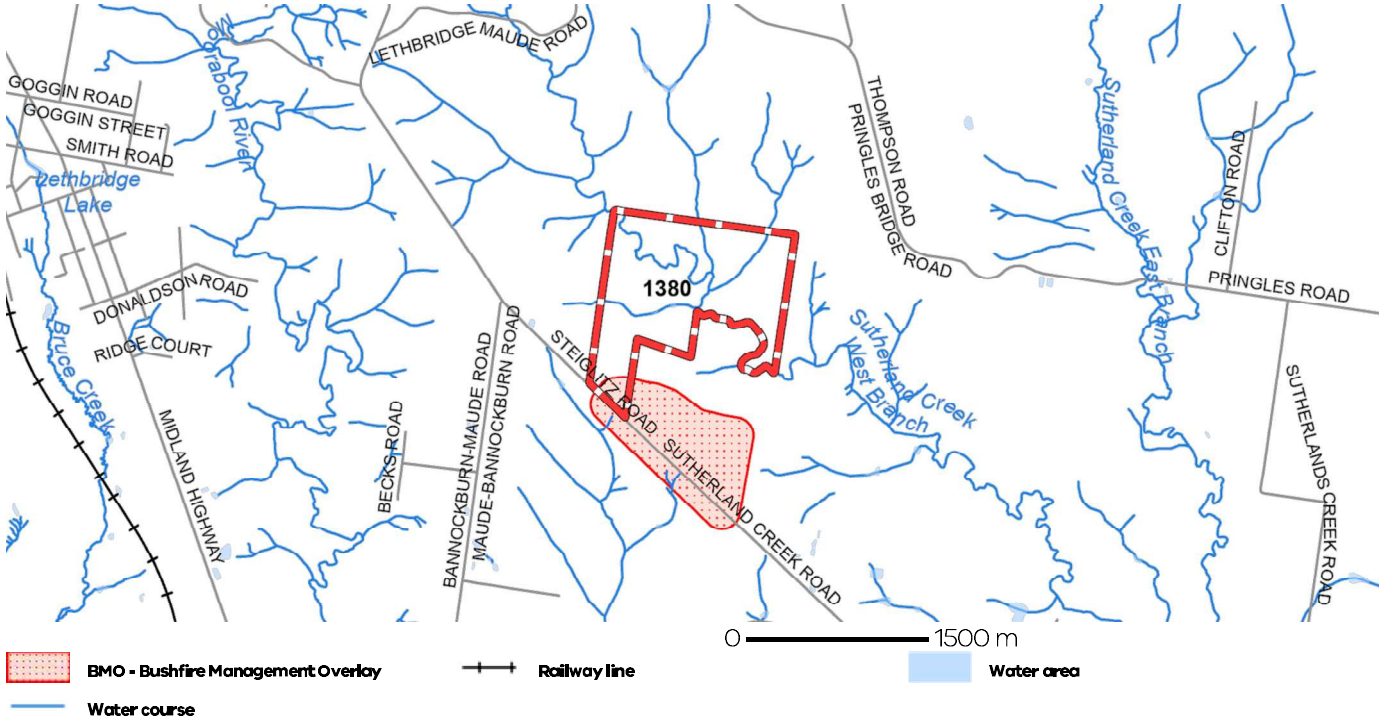 Moorabool River
LETHBRIDGE MAUDE ROAD
GOGGIN ROAD
GOGGIN STREET
SMITH ROAD
Lethbridge
Lake
THOMPSON ROAD
PRINGLES BRIDGE ROAD
Sutherland Creek East Branch
CLIFTON ROAD
PRINGLES ROAD
DONALDSON ROAD
RIDGE COURT
Bruce Creek
MIDLAND HIGHWAY
BECKS ROAD
BANNOCKBURN-MAUDE ROAD
MAUDE-BANNOCKBURN ROAD
1380
STEIGLITZ ROAD
SUTHERLAND CREEK ROAD
Sutherland Creek
West Branch
SUTHERLANDS CREEK ROAD
0 1500 m
BMO - Bushfire Management Overlay
Railway line
Water area
Water course